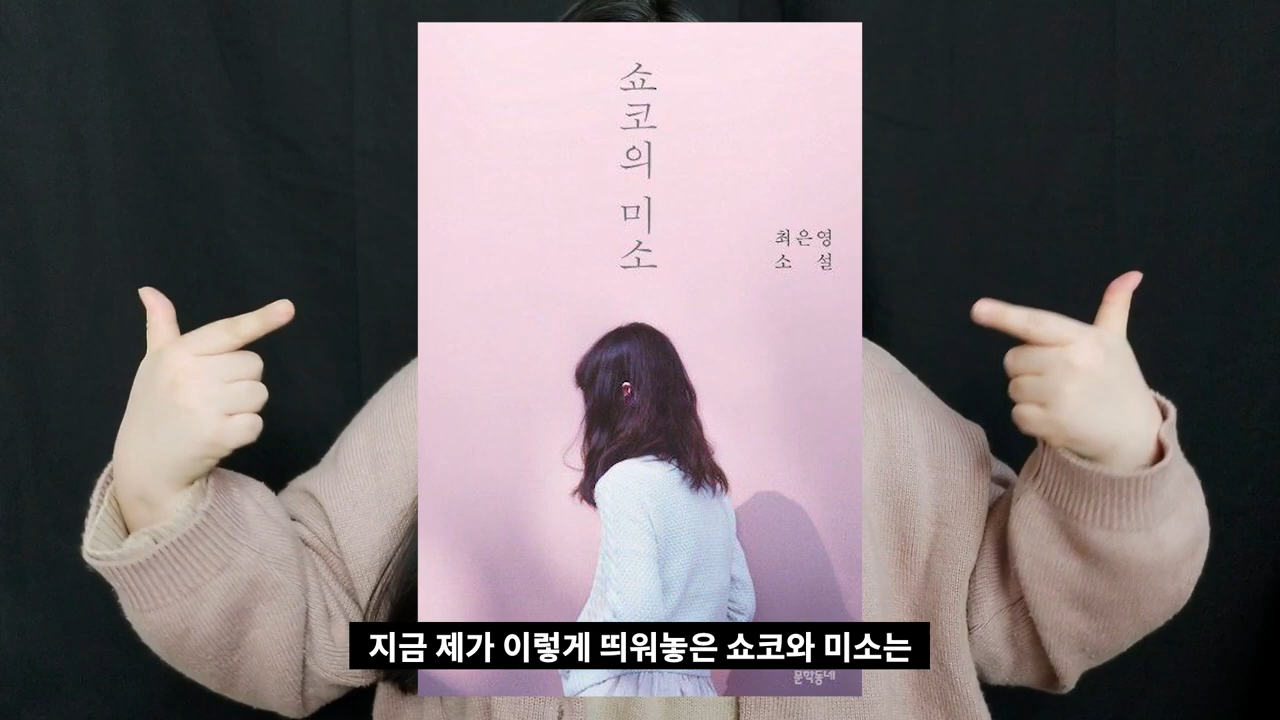 쇼코의 미소
최은영
소 설
지금 제가 이렇게 띄워놓은 쇼코와 미소는
문학동네